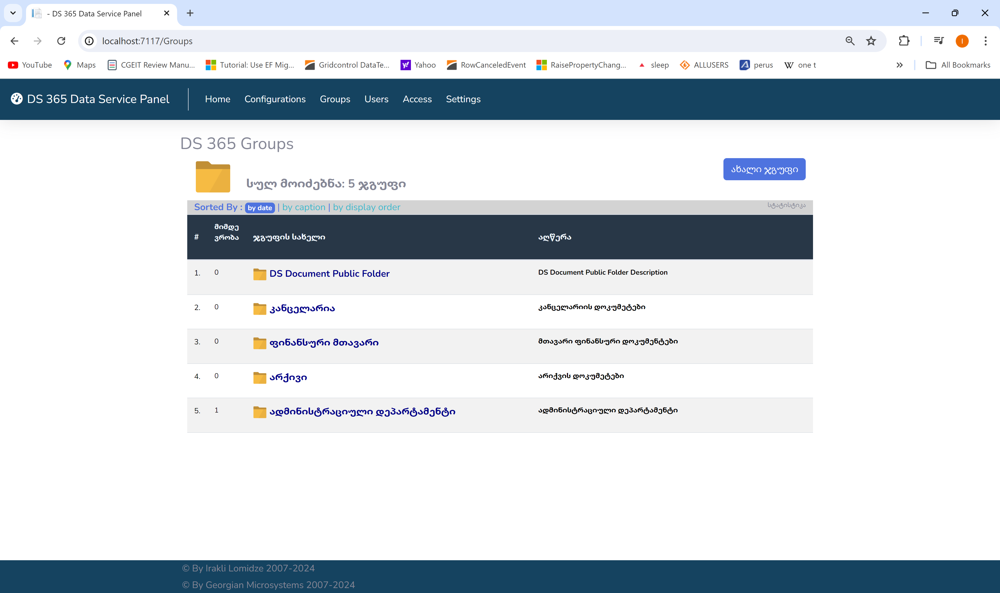 - DS 365 Data Service Panel
localhost:7117/Groups
YouTube Maps CGEIT Review Manu... Tutorial: Use EF Mig... Gridcontrol DataTe... Yahoo RowCanceledEvent RaisePropertyChang... sleep ALLUSERS perus one t All Bookmarks
DS 365 Data Service Panel Home Configurations Groups Users Access Settings
DS 365 Groups
ახალი ჯგუფი
სულ მოიძებნა: 5 ჯგუფი
Sorted By : by date | by caption | by display order სტატისტიკა
# მიმდე
ვრობა ჯგუფის სახელი აღწერა
1. 0 DS Document Public Folder DS Document Public Folder Description
2. 0 კანცელარია კანცელარიის დოკუმეტები
3. 0 ფინანსური მთავარი მთავარი ფინანსური დოკუმენტები
4. 0 არქივი არიქვის დოკუმეტები
5. 1 ადმინისტრაციული დეპარტამენტი ადმინისტრაციული დეპარტამენტი
© By Irakli Lomidze 2007-2024
© By Georgian Microsystems 2007-2024